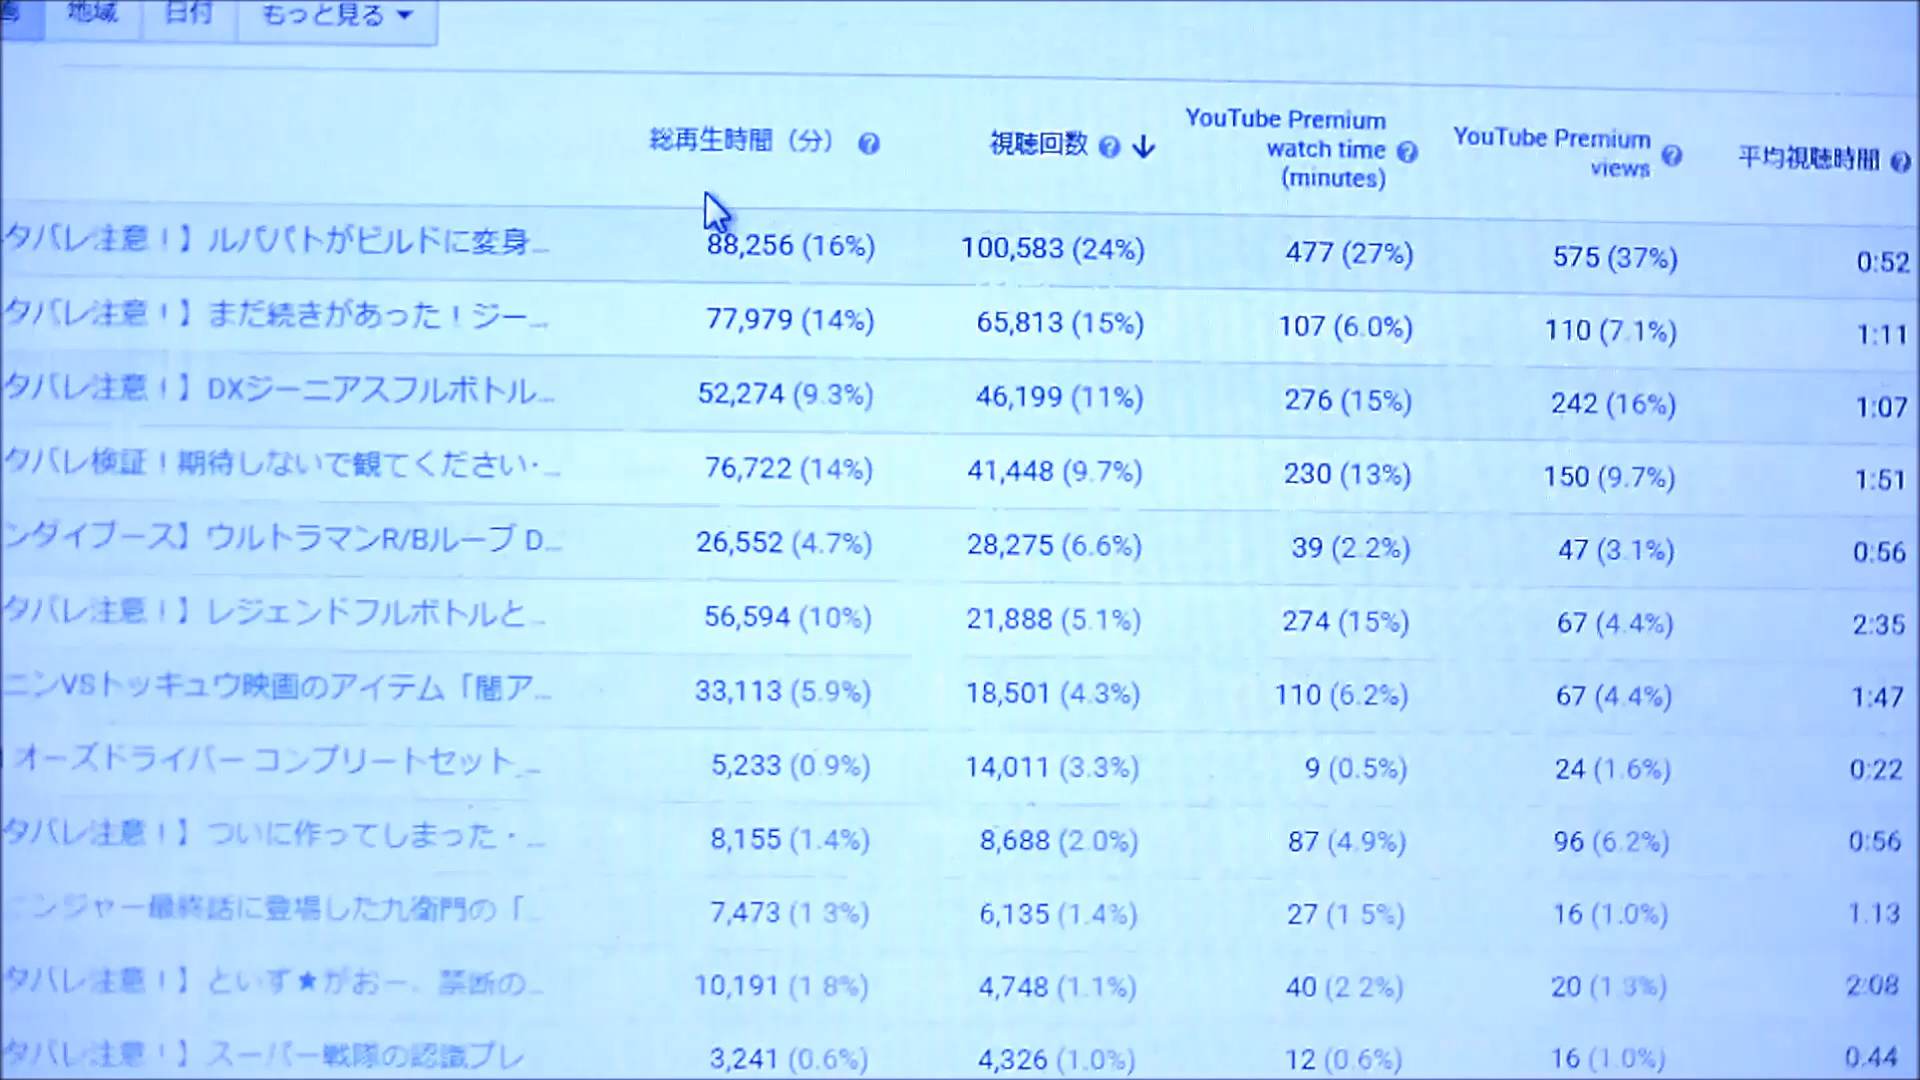 地域 日付 もっと見る
総再生時間（分） 視聴回数 YouTube Premium watch time (minutes) YouTube Premium views 平均視聴時間
タバレ注意！】ルパパトがビルドに変身... 88,256 (16%) 100,583 (24%) 477 (27%) 575 (37%) 0:52
タバレ注意！】まだ続きがあった！ジー... 77,979 (14%) 65,813 (15%) 107 (6.0%) 110 (7.1%) 1:11
タバレ注意！】DXジーニアスフルボトル... 52,274 (9.3%) 46,199 (11%) 276 (15%) 242 (16%) 1:07
タバレ検証！期待しないで観てください・... 76,722 (14%) 41,448 (9.7%) 230 (13%) 150 (9.7%) 1:51
ンダイブース】ウルトラマンR/Bルーブ D... 26,552 (4.7%) 28,275 (6.6%) 39 (2.2%) 47 (3.1%) 0:56
タバレ注意！】レジェンドフルボトルと... 56,594 (10%) 21,888 (5.1%) 274 (15%) 67 (4.4%) 2:35
ニンVSトッキュウ映画のアイテム「闇ア... 33,113 (5.9%) 18,501 (4.3%) 110 (6.2%) 67 (4.4%) 1:47
オーズドライバー コンプリートセット... 5,233 (0.9%) 14,011 (3.3%) 9 (0.5%) 24 (1.6%) 0:22
タバレ注意！】ついに作ってしまった・... 8,155 (1.4%) 8,688 (2.0%) 87 (4.9%) 96 (6.2%) 0:56
ンジャー最終話に登場した九衛門の「... 7,473 (1.3%) 6,135 (1.4%) 27 (1.5%) 16 (1.0%) 1:13
タバレ注意！】といず★がおー、禁断の... 10,191 (1.8%) 4,748 (1.1%) 40 (2.2%) 20 (1.3%) 2:08
タバレ注意！】スーパー戦隊の認識プレ 3,241 (0.6%) 4,326 (1.0%) 12 (0.6%) 16 (1.0%) 0:44